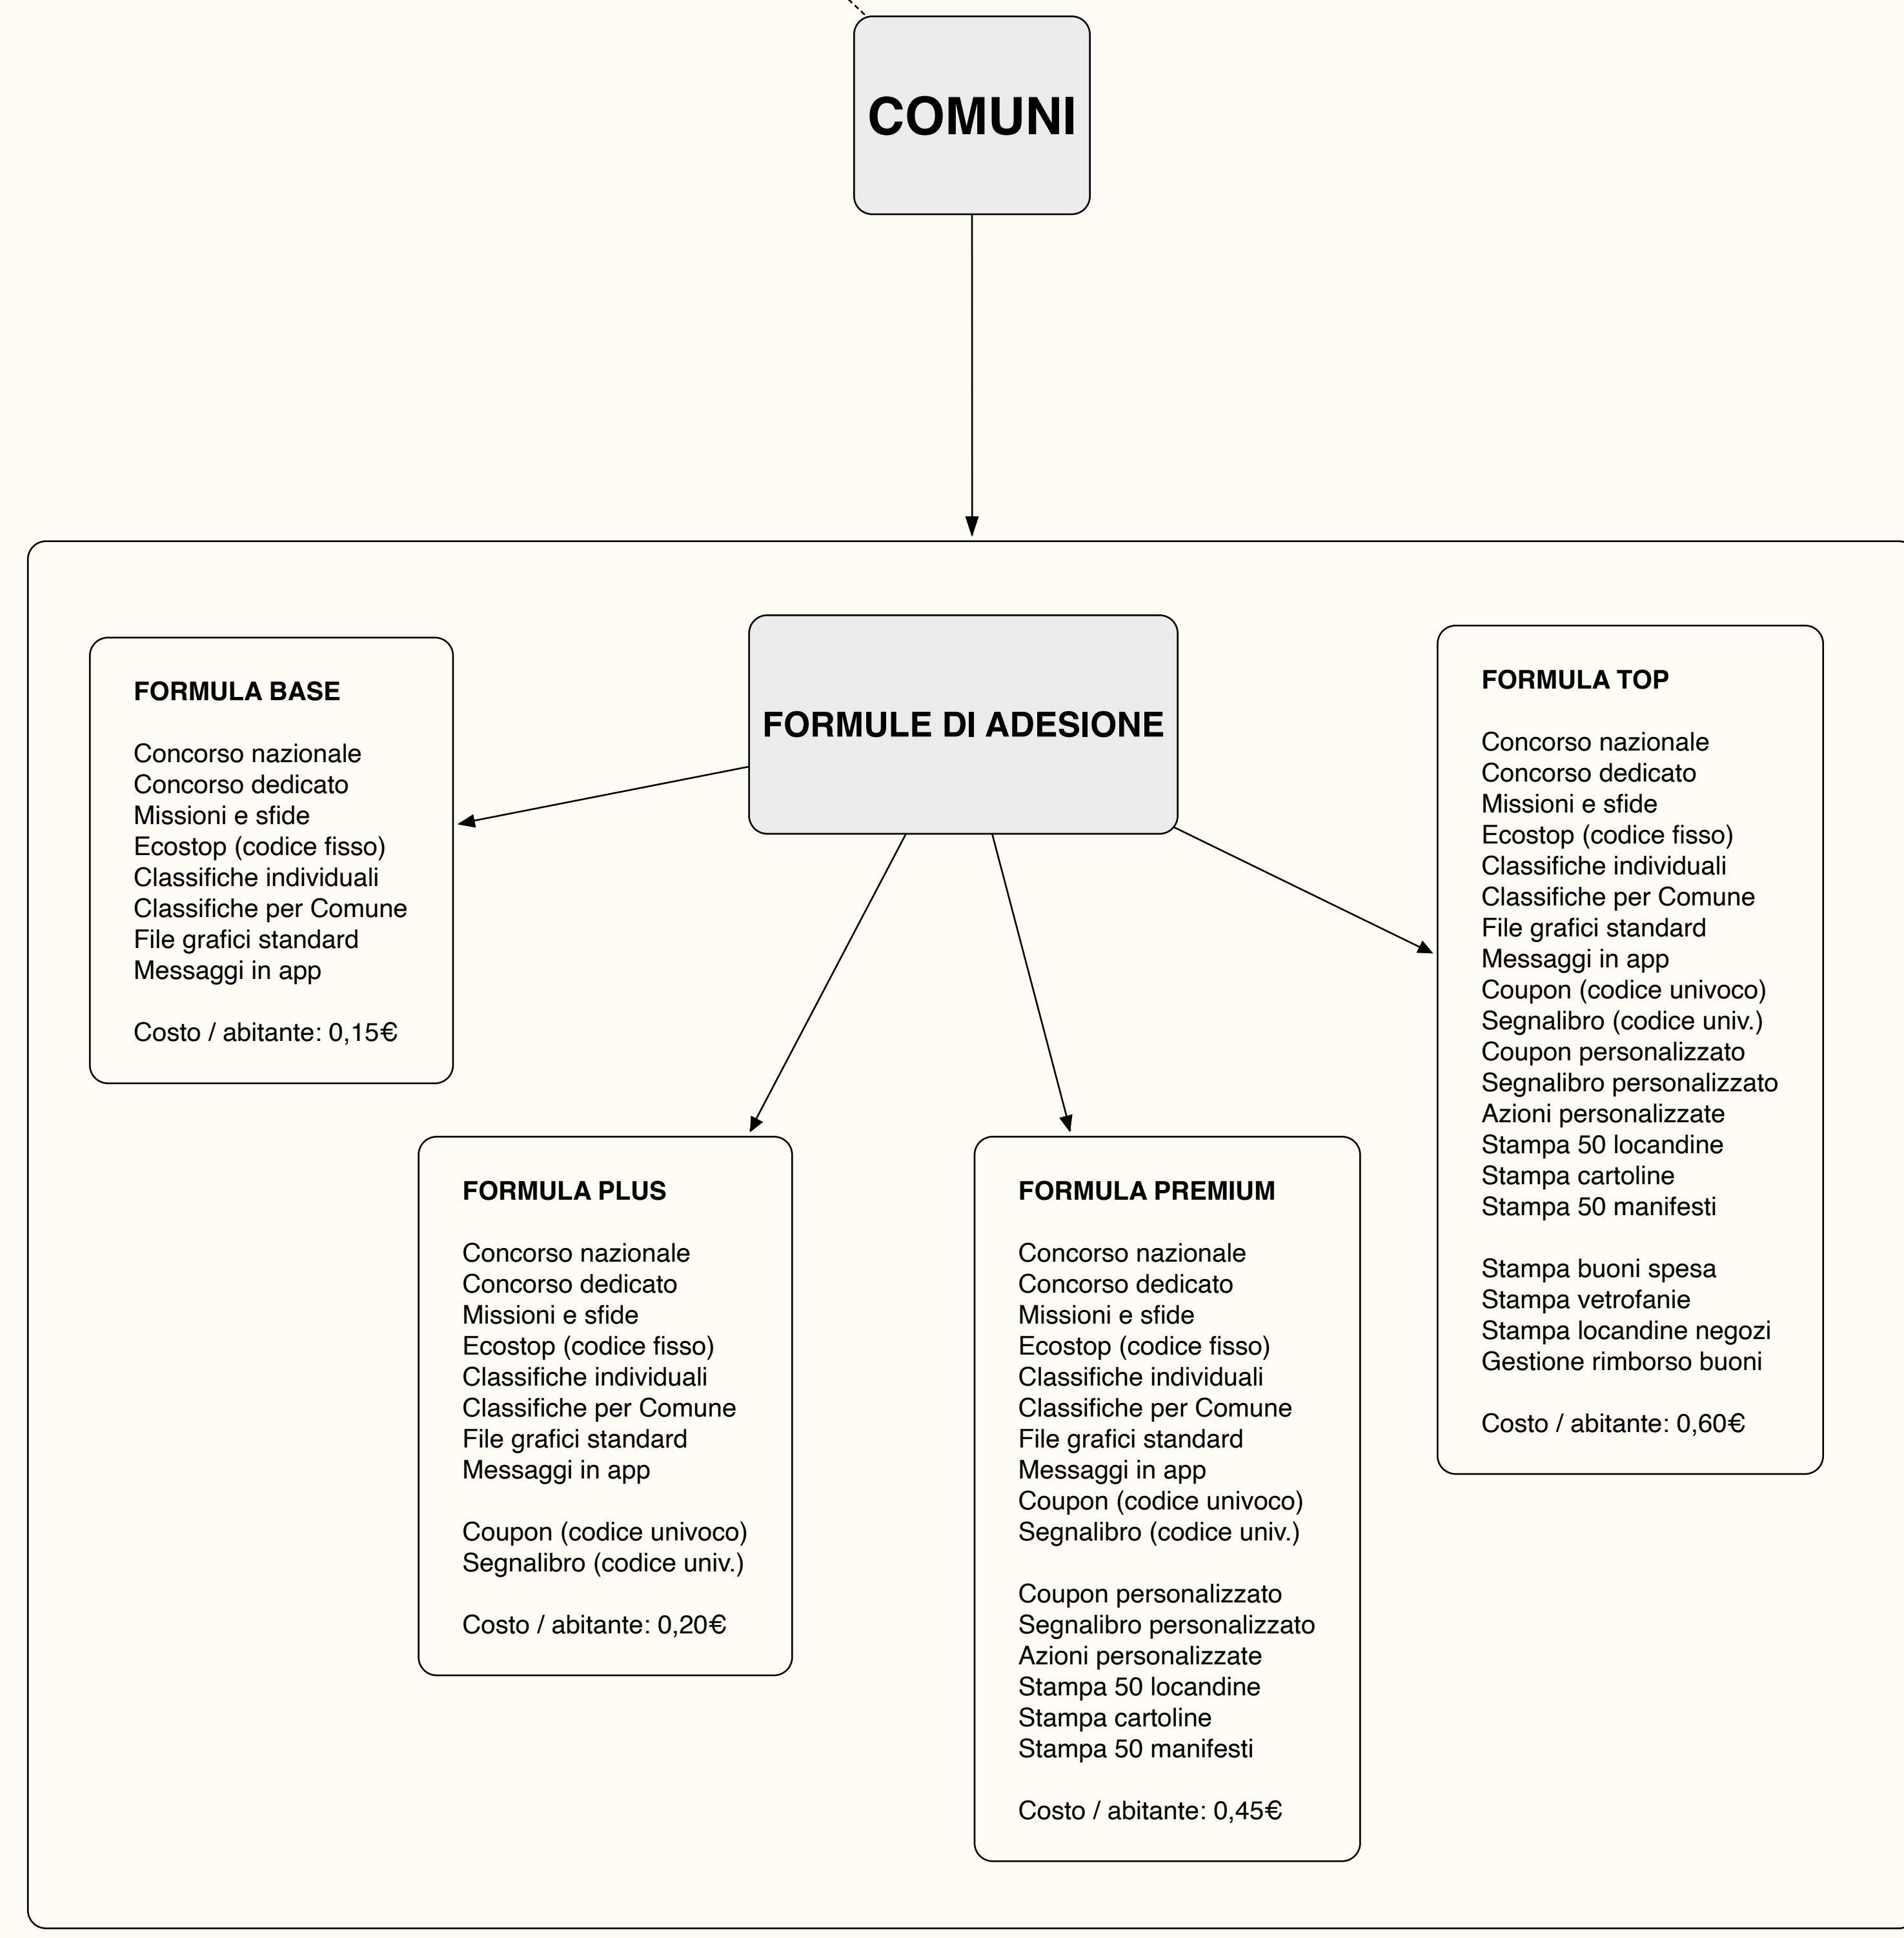 COMUNI
FORMULE DI ADESIONE
FORMULA BASE
Concorso nazionale
Concorso dedicato
Missioni e sfide
Ecostop (codice fisso)
Classifiche individuali
Classifiche per Comune
File grafici standard
Messaggi in app
Costo / abitante: 0,15€
FORMULA PLUS
Concorso nazionale
Concorso dedicato
Missioni e sfide
Ecostop (codice fisso)
Classifiche individuali
Classifiche per Comune
File grafici standard
Messaggi in app
Coupon (codice univoco)
Segnalibro (codice univ.)
Costo / abitante: 0,20€
FORMULA PREMIUM
Concorso nazionale
Concorso dedicato
Missioni e sfide
Ecostop (codice fisso)
Classifiche individuali
Classifiche per Comune
File grafici standard
Messaggi in app
Coupon (codice univoco)
Segnalibro (codice univ.)
Coupon personalizzato
Segnalibro personalizzato
Azioni personalizzate
Stampa 50 locandine
Stampa cartoline
Stampa 50 manifesti
Costo / abitante: 0,45€
FORMULA TOP
Concorso nazionale
Concorso dedicato
Missioni e sfide
Ecostop (codice fisso)
Classifiche individuali
Classifiche per Comune
File grafici standard
Messaggi in app
Coupon (codice univoco)
Segnalibro (codice univ.)
Coupon personalizzato
Segnalibro personalizzato
Azioni personalizzate
Stampa 50 locandine
Stampa cartoline
Stampa 50 manifesti
Stampa buoni spesa
Stampa vetrofanie
Stampa locandine negozi
Gestione rimborso buoni
Costo / abitante: 0,60€